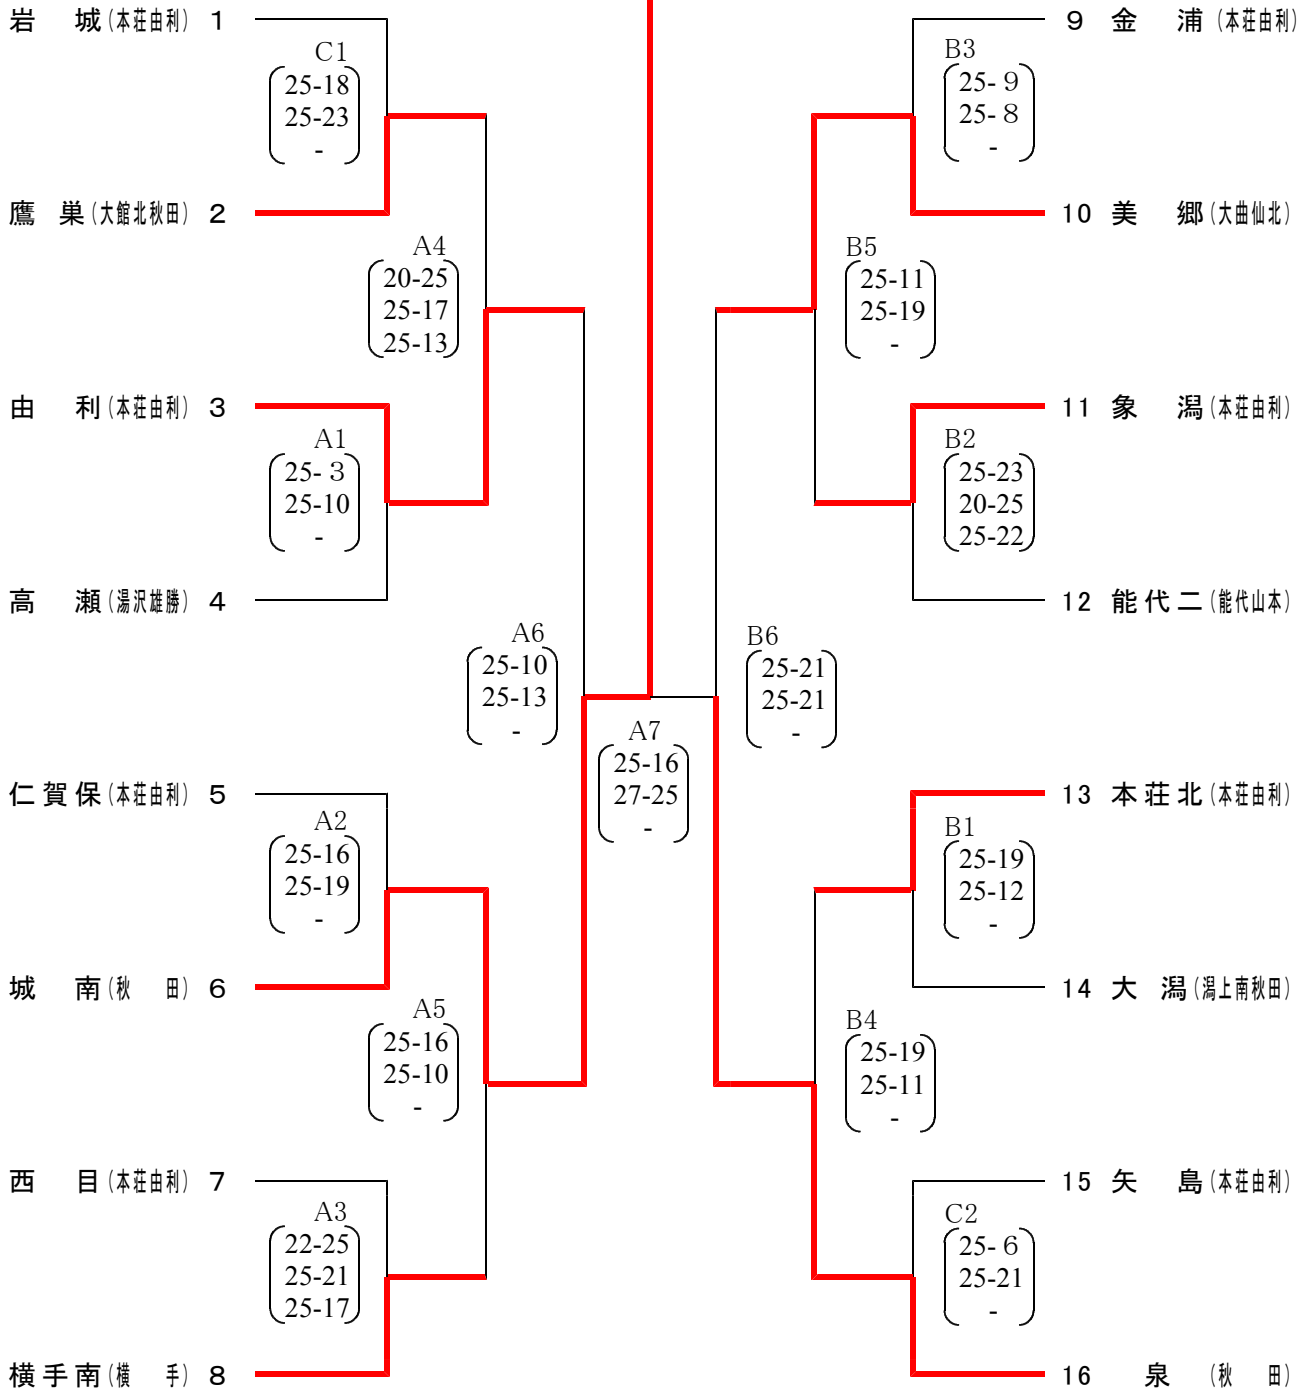 岩　城(本荘由利) 1
C1
25-18
25-23
-
鷹　巣(大館北秋田) 2
A4
20-25
25-17
25-13
由　利(本荘由利) 3
A1
25-３
25-10
-
高　瀬(湯沢雄勝) 4
A6
25-10
25-13
-
仁賀保(本荘由利) 5
A2
25-16
25-19
-
城　南(秋　田) 6
A5
25-16
25-10
-
西　目(本荘由利) 7
A3
22-25
25-21
25-17
横手南(横　手) 8
A7
25-16
27-25
-
9 金　浦(本荘由利)
B3
25-９
25-８
-
10 美　郷(大曲仙北)
B5
25-11
25-19
-
11 象　潟(本荘由利)
B2
25-23
20-25
25-22
12 能代二(能代山本)
B6
25-21
25-21
-
13 本荘北(本荘由利)
B1
25-19
25-12
-
14 大　潟(潟上南秋田)
B4
25-19
25-11
-
15 矢　島(本荘由利)
C2
25-６
25-21
-
16 泉 (秋　田)